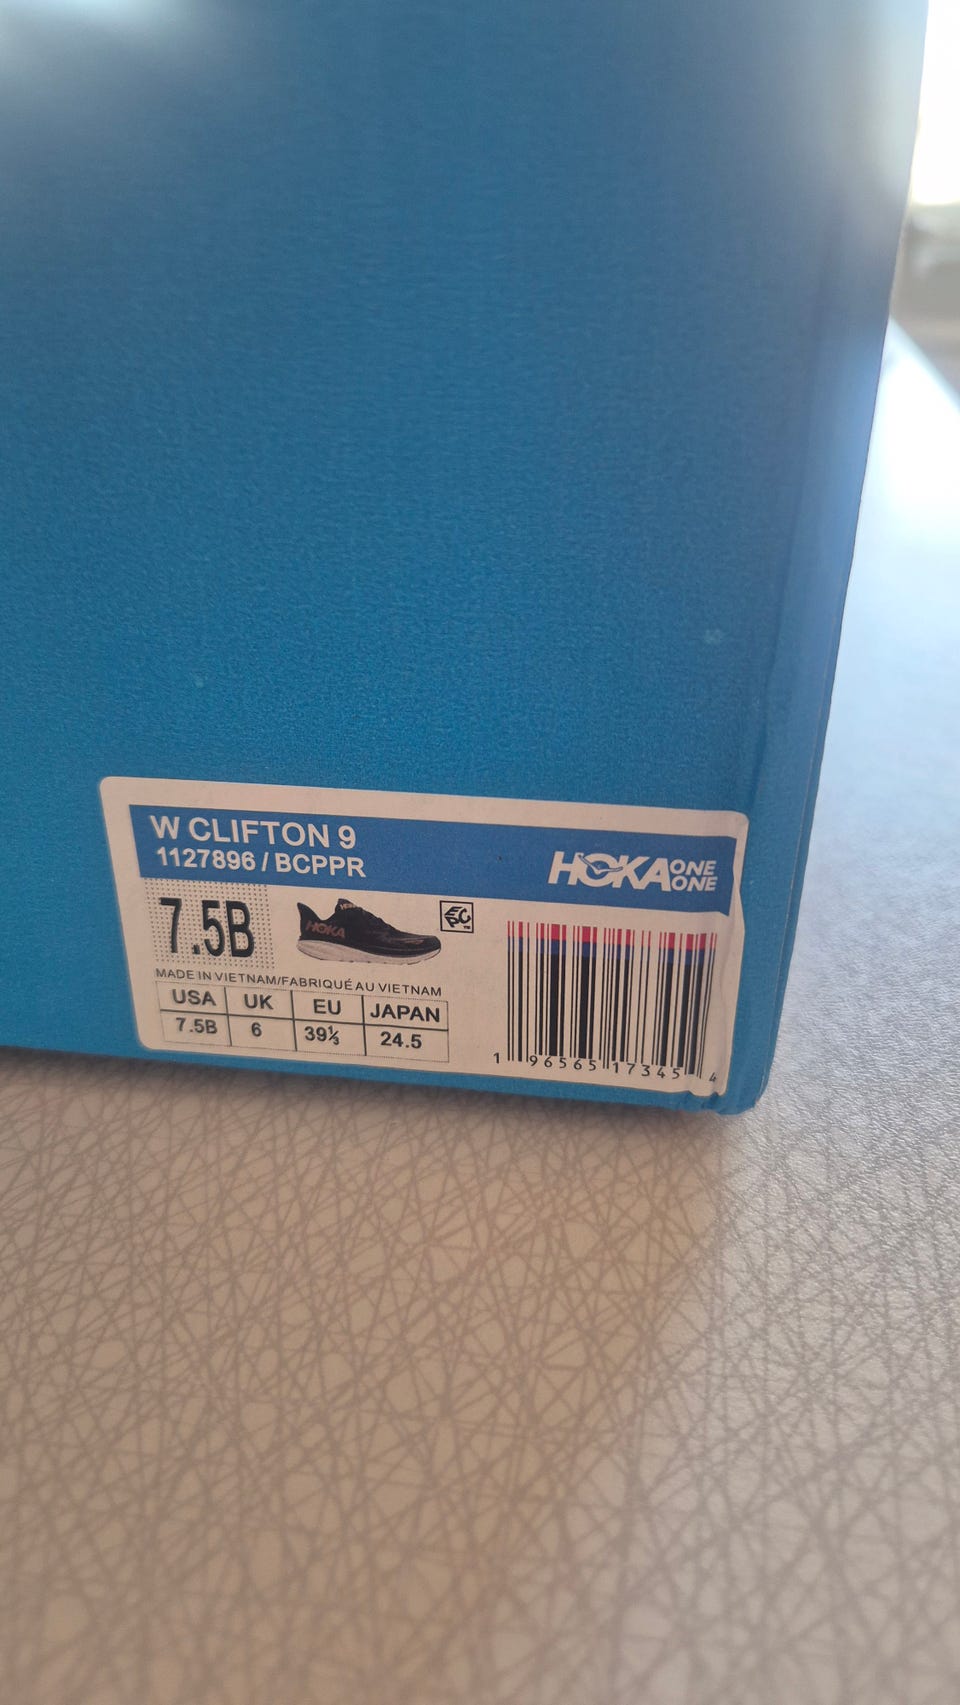 W CLIFTON 9
1127896 / BCPPR
HOKA ONE ONE
7.5B
HOKA
MADE IN VIETNAM/FABRIQUÉ AU VIETNAM
USA UK EU JAPAN
7.5B 6 39⅓ 24.5
1 96565 17345 4